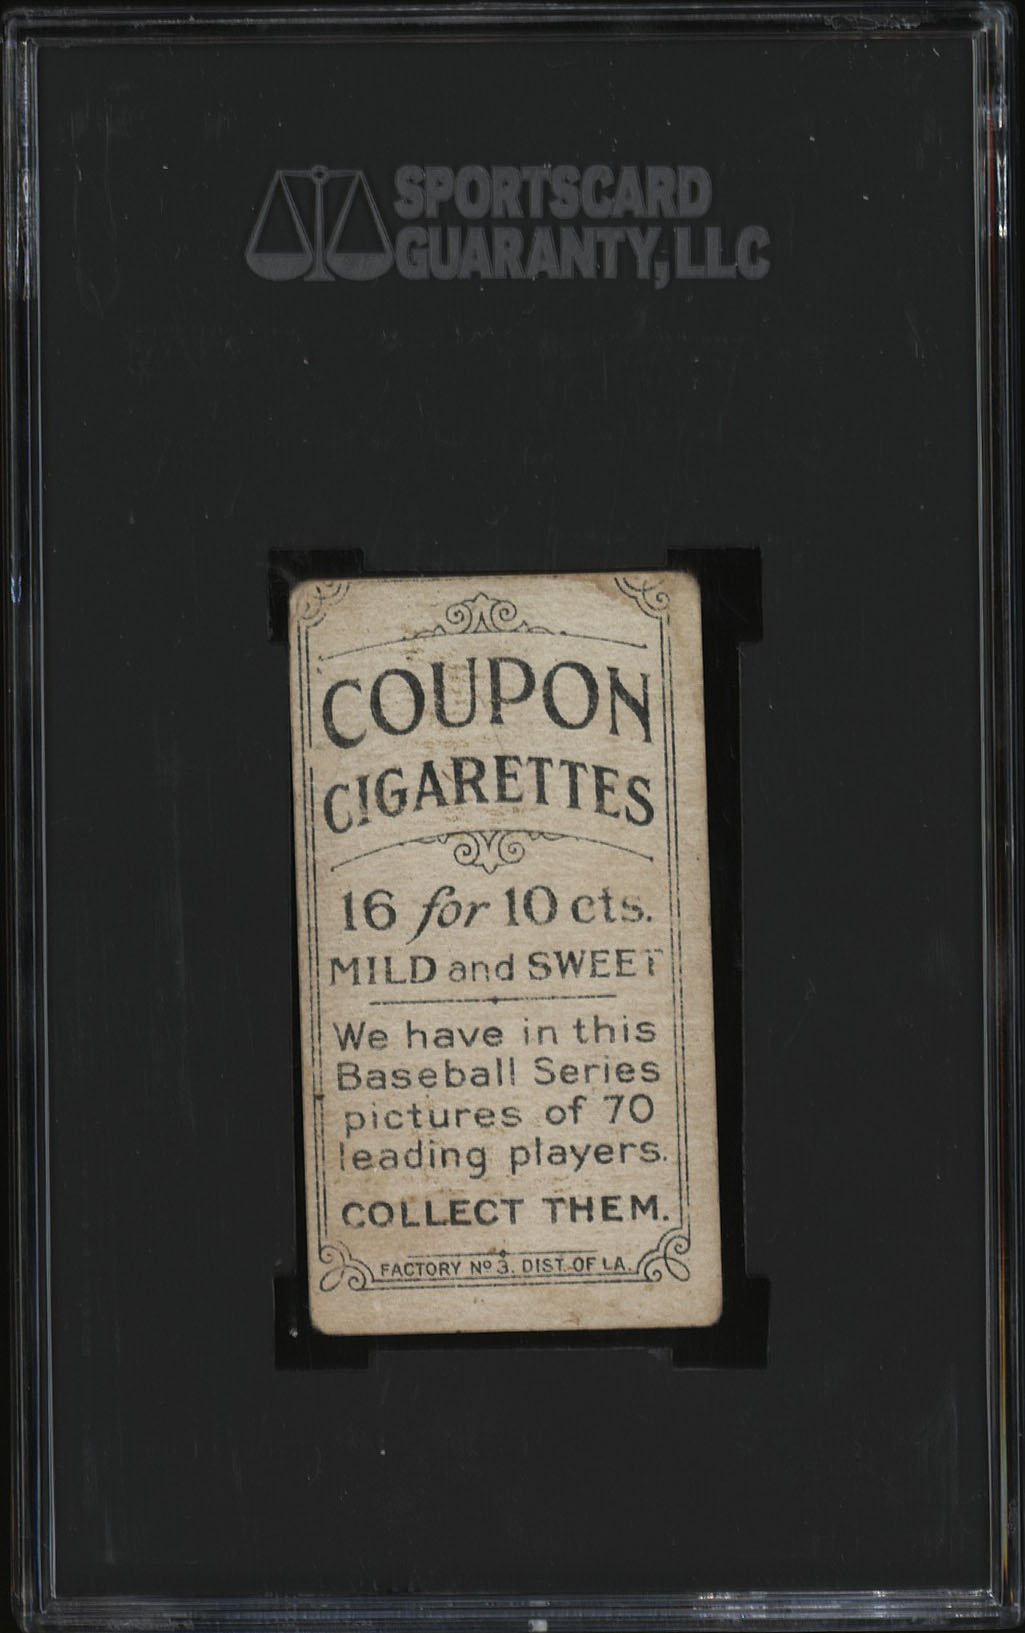 SPORTSCARD
GUARANTY, LLC
COUPON
CIGARETTES
16 for 10 cts.
MILD and SWEET
We have in this
Baseball Series
pictures of 70
leading players.
COLLECT THEM.
FACTORY Nº 3. DIST. OF LA.